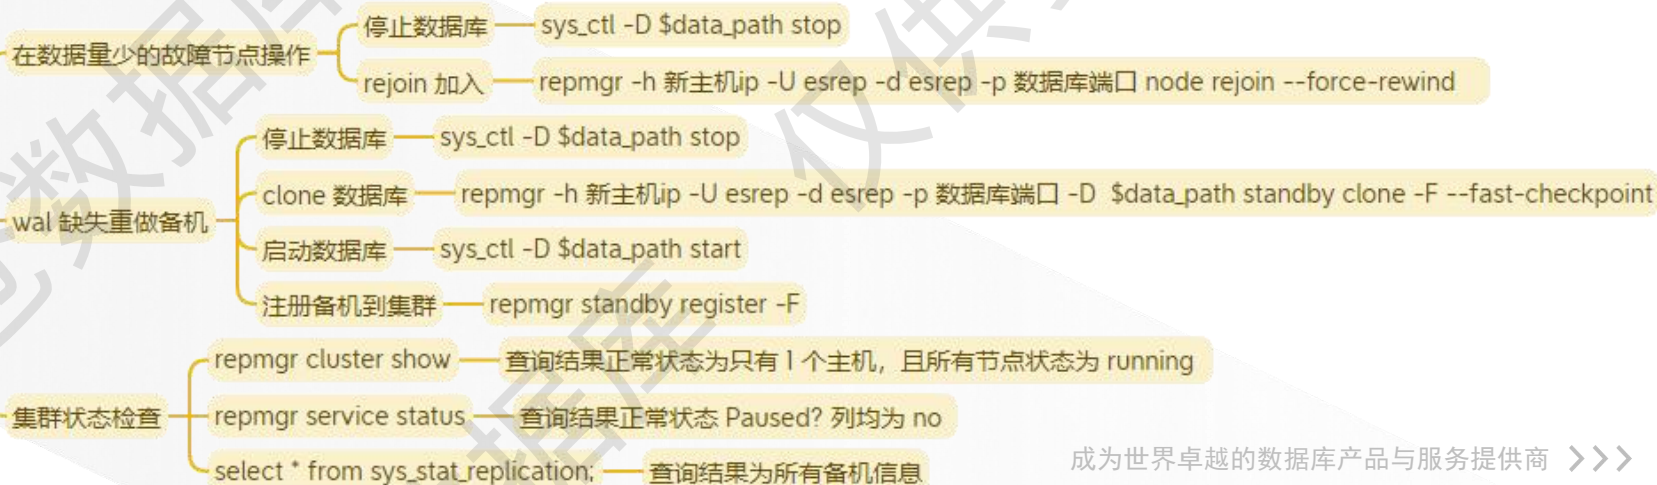 在数据量少的故障节点操作
停止数据库
sys_ctl -D $data_path stop
rejoin 加入
repmgr -h 新主机ip -U esrep -d esrep -p 数据库端口 node rejoin --force-rewind
wal 缺失重做备机
停止数据库
sys_ctl -D $data_path stop
clone 数据库
repmgr -h 新主机ip -U esrep -d esrep -p 数据库端口 -D $data_path standby clone -F --fast-checkpoint
启动数据库
sys_ctl -D $data_path start
注册备机到集群
repmgr standby register -F
集群状态检查
repmgr cluster show
查询结果正常状态为只有 1 个主机，且所有节点状态为 running
repmgr service status
查询结果正常状态 Paused? 列均为 no
select * from sys_stat_replication;
查询结果为所有备机信息
成为世界卓越的数据库产品与服务提供商
数据库
仅供
据库